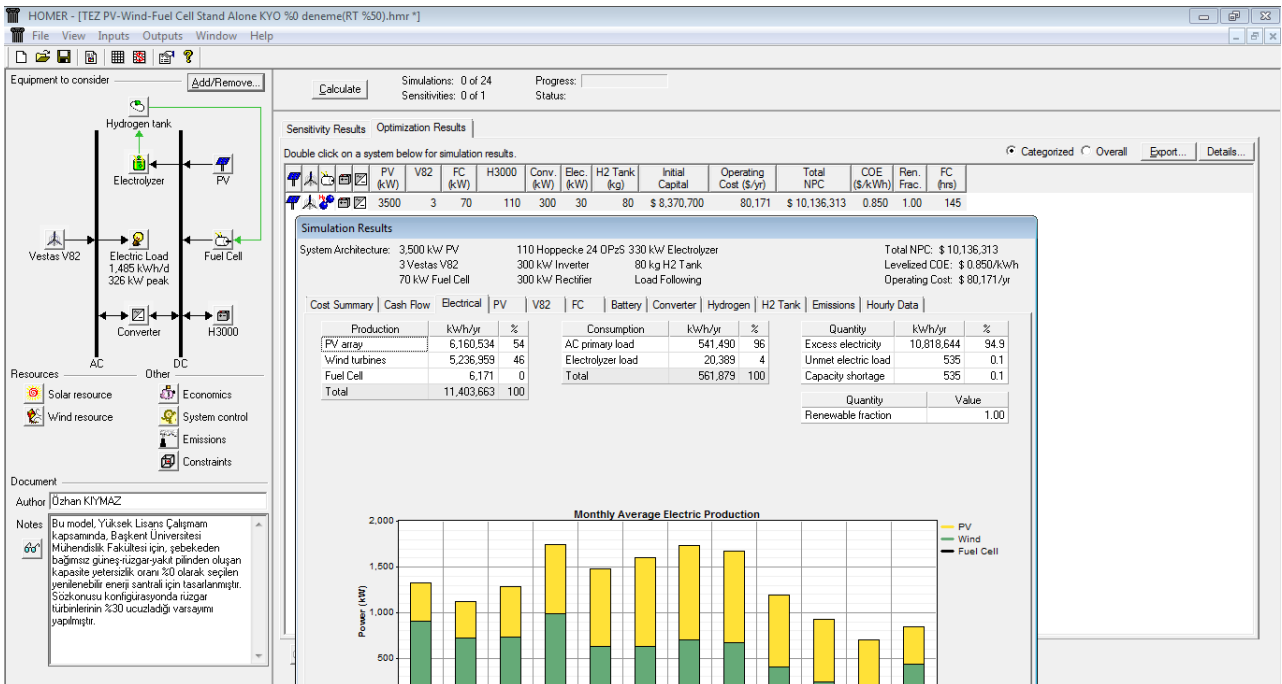 HOMER - [TEZ PV-Wind-Fuel Cell Stand Alone KYO %0 deneme(RT %50).hmr *]
File View Inputs Outputs Window Help
Equipment to consider
Add/Remove...
Hydrogen tank
Electrolyzer
PV
Vestas V82
Electric Load
1,485 kWh/d
326 kW peak
Fuel Cell
Converter
H3000
AC
DC
Resources
Other
Solar resource
Economics
Wind resource
System control
Emissions
Constraints
Document
Author Özhan KIYMAZ
Notes
Bu model, Yüksek Lisans Çalışmam
kapsamında, Başkent Üniversitesi
Mühendislik Fakültesi için, şebekeden
bağımsız güneş-rüzgar-yakıt pilinden oluşan
kapasite yetersizlik oranı %0 olarak seçilen
yenilenebilir enerji santrali için tasarlanmıştır.
Sözkonusu konfigürasyonda rüzgar
türbinlerinin %30 ucuzladığı varsayımı
yapılmıştır.
Calculate
Simulations: 0 of 24
Progress:
Sensitivities: 0 of 1
Status:
Sensitivity Results Optimization Results
Double click on a system below for simulation results.
Categorized Overall Export... Details...
PV (kW) V82 FC (kW) H3000 Conv. (kW) Elec. (kW) H2 Tank (kg) Initial Capital Operating Cost ($/yr) Total NPC COE ($/kWh) Ren. Frac. FC (hrs)
3500 3 70 110 300 30 80 $ 8,370,700 80,171 $ 10,136,313 0.850 1.00 145
Simulation Results
System Architecture: 3,500 kW PV 110 Hoppecke 24 OPzS 330 kW Electrolyzer Total NPC: $ 10,136,313
3 Vestas V82 300 kW Inverter 80 kg H2 Tank Levelized COE: $ 0.850/kWh
70 kW Fuel Cell 300 kW Rectifier Load Following Operating Cost: $ 80,171/yr
Cost Summary Cash Flow Electrical PV V82 FC Battery Converter Hydrogen H2 Tank Emissions Hourly Data
Production kWh/yr %
PV array 6,160,534 54
Wind turbines 5,236,959 46
Fuel Cell 6,171 0
Total 11,403,663 100
Consumption kWh/yr %
AC primary load 541,490 96
Electrolyzer load 20,389 4
Total 561,879 100
Quantity kWh/yr %
Excess electricity 10,818,644 94.9
Unmet electric load 535 0.1
Capacity shortage 535 0.1
Quantity Value
Renewable fraction 1.00
Monthly Average Electric Production
2,000
1,500
1,000
500
Power (kW)
PV
Wind
Fuel Cell